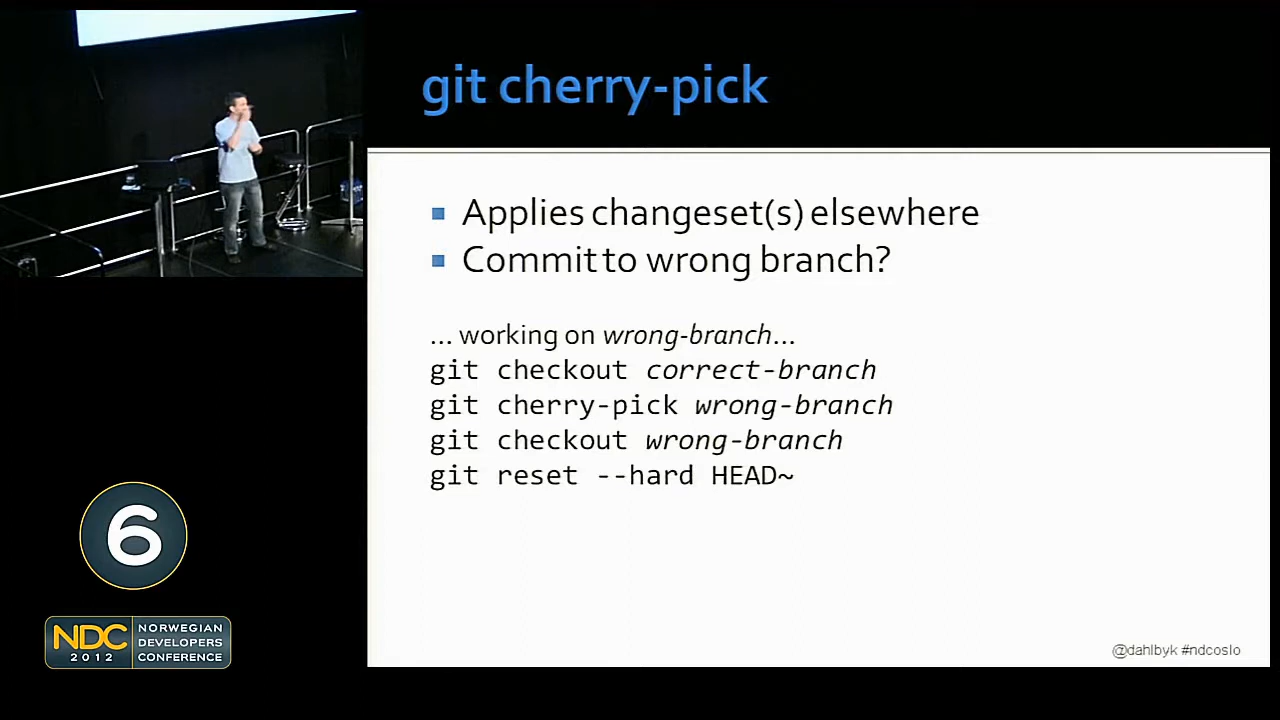 git cherry-pick
Applies changeset(s) elsewhere
Commit to wrong branch?
... working on wrong-branch...
git checkout correct-branch
git cherry-pick wrong-branch
git checkout wrong-branch
git reset --hard HEAD~
6
NDC
2012
NORWEGIAN
DEVELOPERS
CONFERENCE
@dahlbyk #ndcoslo